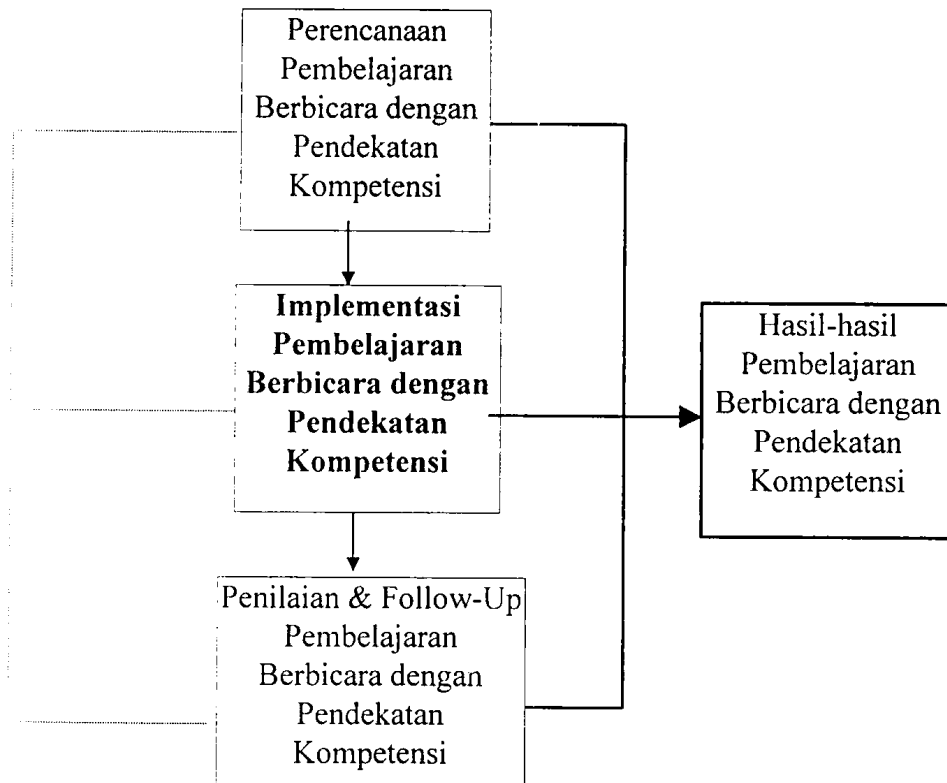 Perencanaan
Pembelajaran
Berbicara dengan
Pendekatan
Kompetensi
Implementasi
Pembelajaran
Berbicara dengan
Pendekatan
Kompetensi
Hasil-hasil
Pembelajaran
Berbicara dengan
Pendekatan
Kompetensi
Penilaian & Follow-Up
Pembelajaran
Berbicara dengan
Pendekatan
Kompetensi